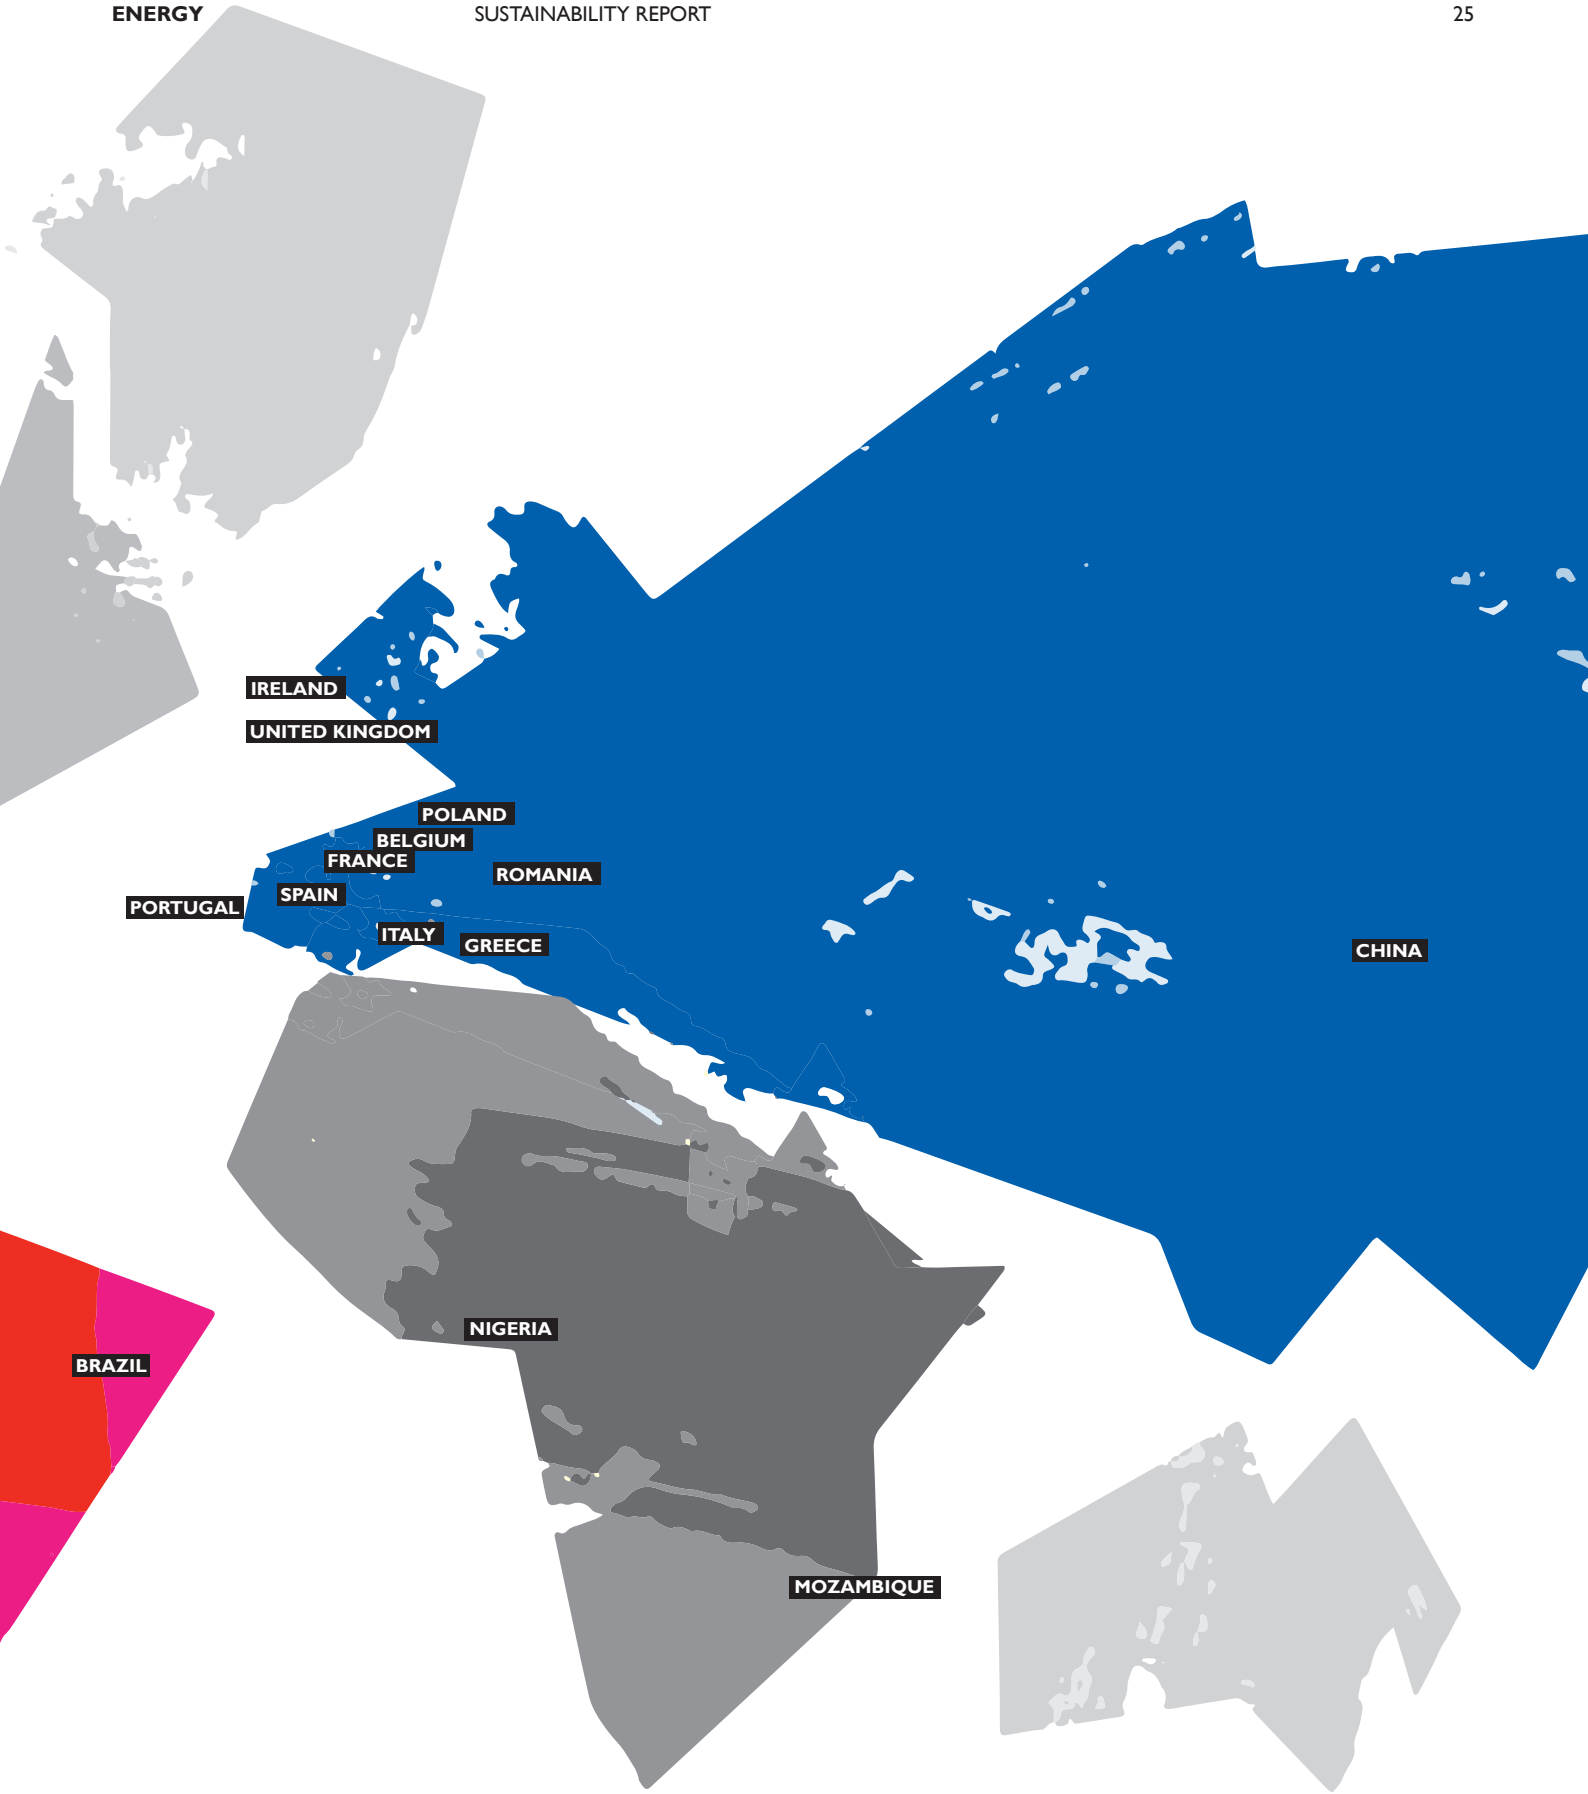 ENERGY
SUSTAINABILITY REPORT
25
IRELAND
UNITED KINGDOM
POLAND
BELGIUM
FRANCE
ROMANIA
SPAIN
PORTUGAL
ITALY
GREECE
CHINA
NIGERIA
BRAZIL
MOZAMBIQUE